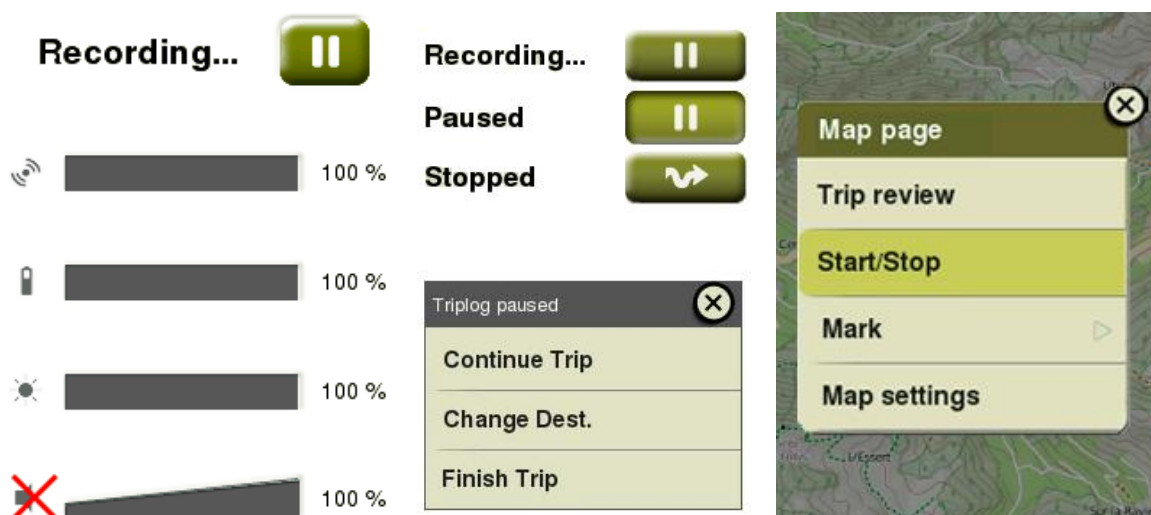 Recording...
100 %
100 %
100 %
100 %
Recording...
Paused
Stopped
Triplog paused
Continue Trip
Change Dest.
Finish Trip
Map page
Trip review
Start/Stop
Mark
Map settings
L'Essert